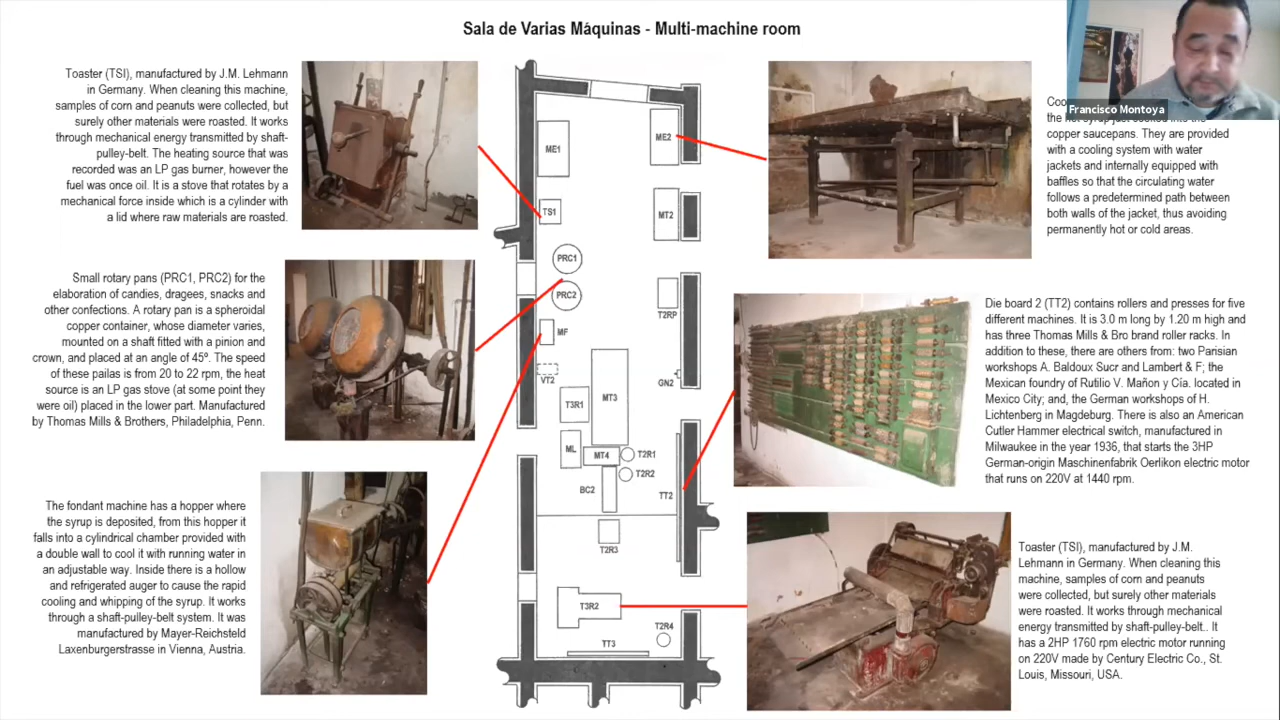 Sala de Varias Máquinas - Multi-machine room
Toaster (TSI), manufactured by J.M. Lehmann
in Germany. When cleaning this machine,
samples of corn and peanuts were collected, but
surely other materials were roasted. It works
through mechanical energy transmitted by shaft-
pulley-belt. The heating source that was
recorded was an LP gas burner, however the
fuel was once oil. It is a stove that rotates by a
mechanical force inside which is a cylinder with
a lid where raw materials are roasted.
Small rotary pans (PRC1, PRC2) for the
elaboration of candies, dragees, snacks and
other confections. A rotary pan is a spheroidal
copper container, whose diameter varies,
mounted on a shaft fitted with a pinion and
crown, and placed at an angle of 45º. The speed
of these pailas is from 20 to 22 rpm, the heat
source is an LP gas stove (at some point they
were oil) placed in the lower part. Manufactured
by Thomas Mills & Brothers, Philadelphia, Penn.
The fondant machine has a hopper where
the syrup is deposited, from this hopper it
falls into a cylindrical chamber provided with
a double wall to cool it with running water in
an adjustable way. Inside there is a hollow
and refrigerated auger to cause the rapid
cooling and whipping of the syrup. It works
through a shaft-pulley-belt system. It was
manufactured by Mayer-Reichsteld
Laxenburgerstrasse in Vienna, Austria.
ME1
ME2
TS1
MT2
PRC1
PRC2
T2RP
MF
VT2
GN2
MT3
T3R1
ML
MT4
T2R1
T2R2
BC2
TT2
T2R3
T3R2
T2R4
TT3
Francisco Montoya
the hot syrup just cooked into the
copper saucepans. They are provided
with a cooling system with water
jackets and internally equipped with
baffles so that the circulating water
follows a predetermined path between
both walls of the jacket, thus avoiding
permanently hot or cold areas.
Die board 2 (TT2) contains rollers and presses for five
different machines. It is 3.0 m long by 1.20 m high and
has three Thomas Mills & Bro brand roller racks. In
addition to these, there are others from: two Parisian
workshops A. Baldoux Sucr and Lambert & F; the
Mexican foundry of Rutilio V. Mañon y Cía. located in
Mexico City; and, the German workshops of H.
Lichtenberg in Magdeburg. There is also an American
Cutler Hammer electrical switch, manufactured in
Milwaukee in the year 1936, that starts the 3HP
German-origin Maschinenfabrik Oerlikon electric motor
that runs on 220V at 1440 rpm.
Toaster (TSI), manufactured by J.M.
Lehmann in Germany. When cleaning this
machine, samples of corn and peanuts
were collected, but surely other materials
were roasted. It works through mechanical
energy transmitted by shaft-pulley-belt.. It
has a 2HP 1760 rpm electric motor running
on 220V made by Century Electric Co., St.
Louis, Missouri, USA.